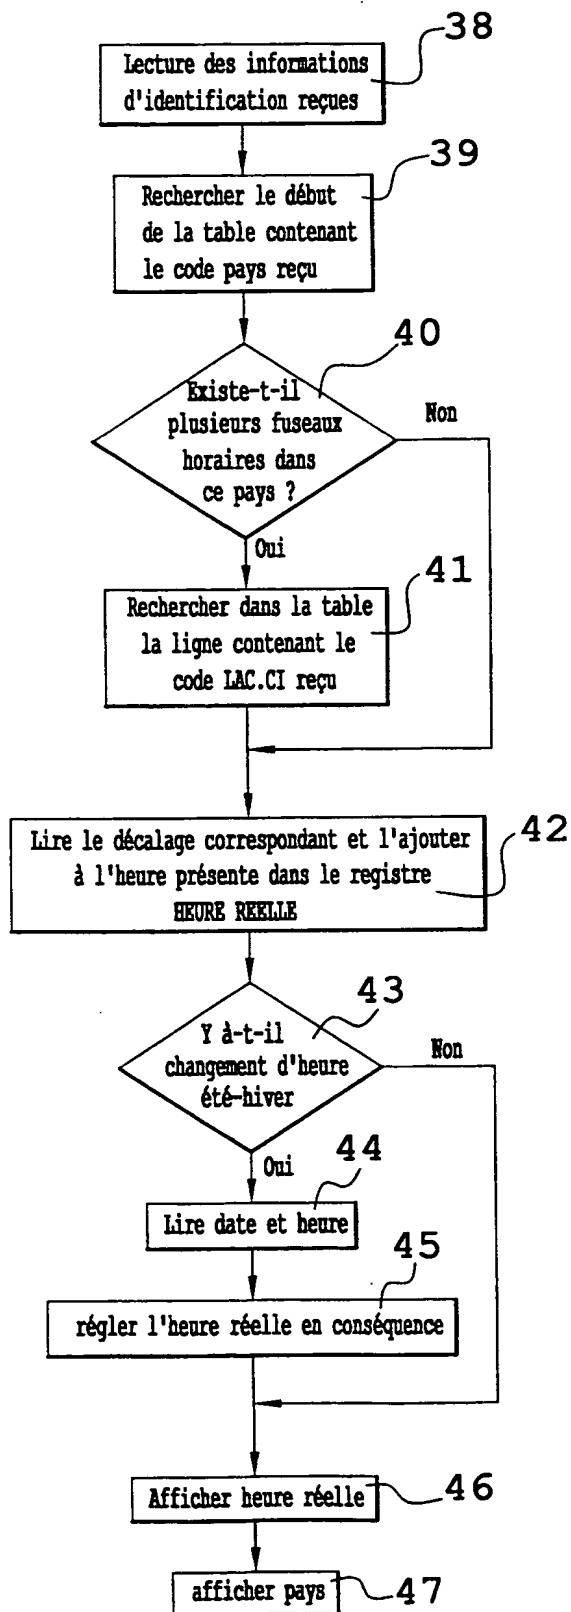 38
Lecture des informations
d'identification reçues
39
Rechercher le début
de la table contenant
le code pays reçu
40
Existe-t-il
plusieurs fuseaux
horaires dans
ce pays ?
Non
Oui
41
Rechercher dans la table
la ligne contenant le
code LAC.CI reçu
42
Lire le décalage correspondant et l'ajouter
à l'heure présente dans le registre
HEURE REELLE
43
Y à-t-il
changement d'heure
été-hiver
Non
Oui
44
Lire date et heure
45
régler l'heure réelle en conséquence
46
Afficher heure réelle
47
afficher pays